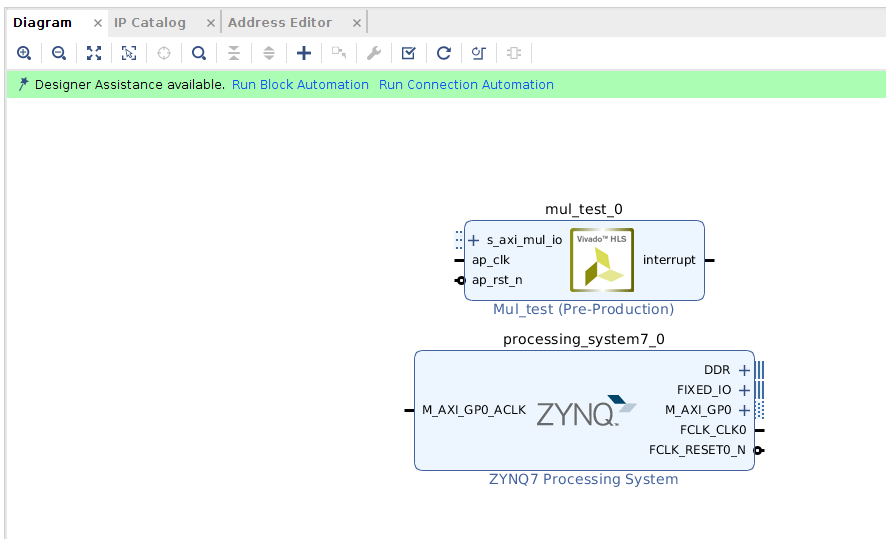 Diagram × IP Catalog × Address Editor ×
Designer Assistance available. Run Block Automation Run Connection Automation
mul_test_0
s_axi_mul_io
Vivado™ HLS
ap_clk
interrupt
ap_rst_n
Mul_test (Pre-Production)
processing_system7_0
DDR
FIXED_IO
M_AXI_GP0_ACLK
ZYNQ™
M_AXI_GP0
FCLK_CLK0
FCLK_RESET0_N
ZYNQ7 Processing System